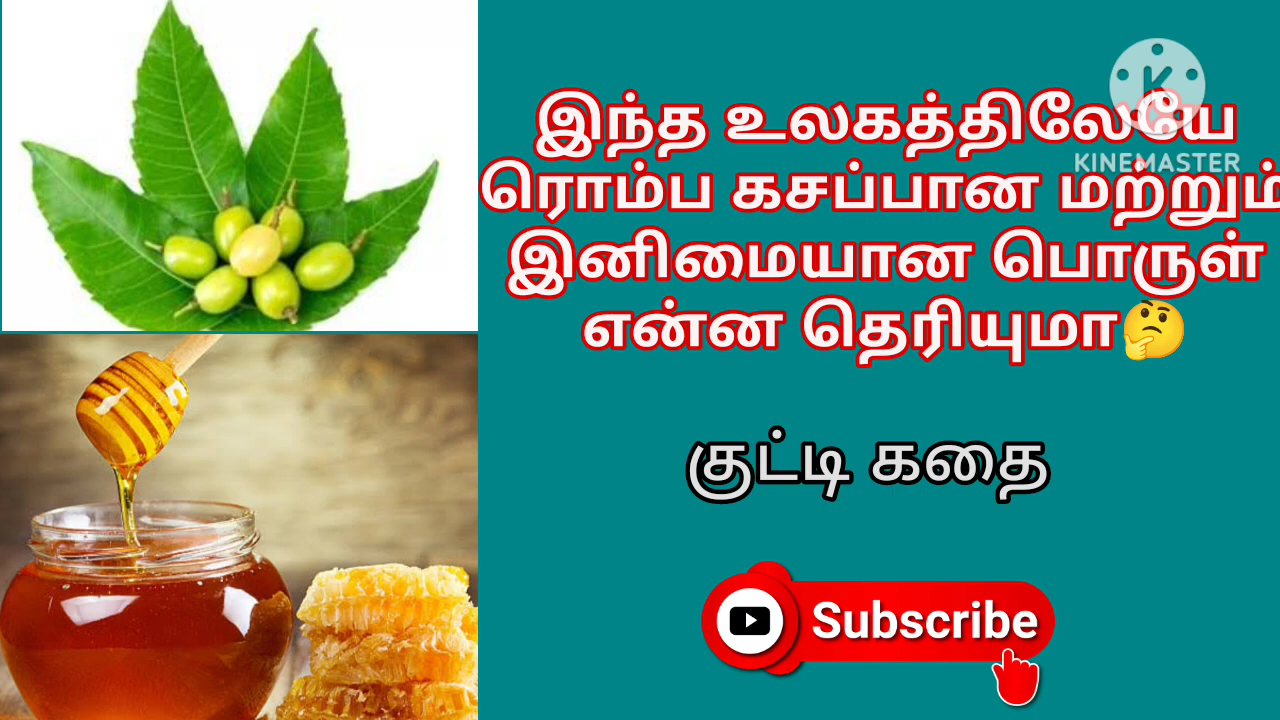 இந்த உலகத்திலேயே
ரொம்ப கசப்பான மற்றும்
இனிமையான பொருள்
என்ன தெரியுமா🤔
KINEMASTER
குட்டி கதை
Subscribe